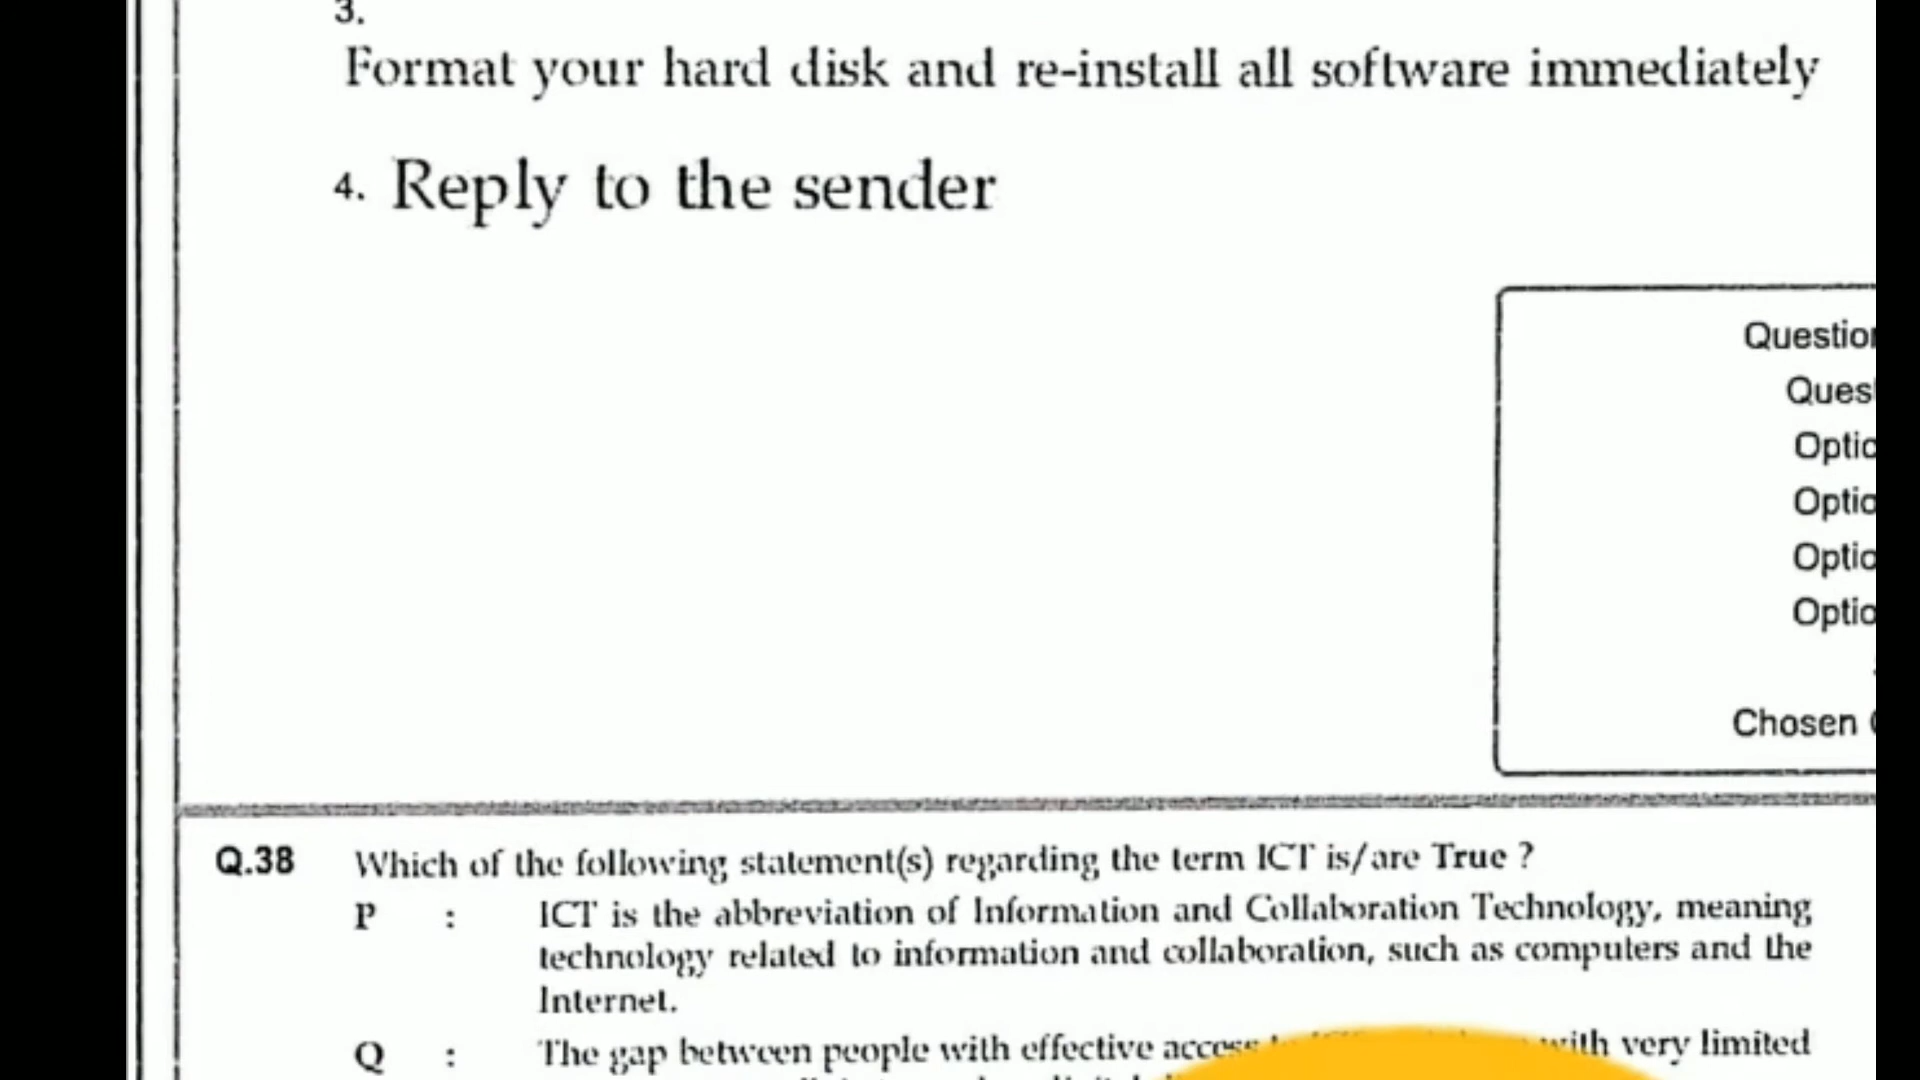 3.
Format your hard disk and re-install all software immediately
4. Reply to the sender
Question
Ques
Optio
Optio
Optio
Optio
Chosen
Q.38 Which of the following statement(s) regarding the term ICT is/are True ?
P : ICT is the abbreviation of Information and Collaboration Technology, meaning
technology related to information and collaboration, such as computers and the
Internet.
Q : The gap between people with effective access with very limited